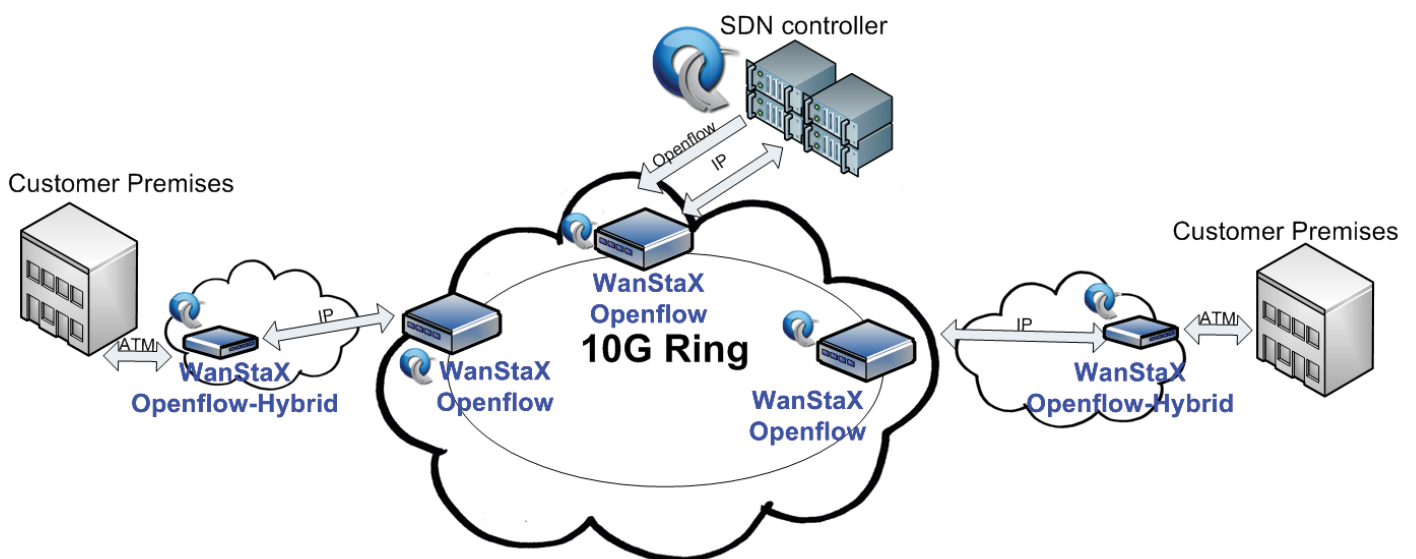 SDN controller
Openflow
IP
Customer Premises
Customer Premises
WanStaX
Openflow
10G Ring
IP
IP
ATM
ATM
WanStaX
Openflow-Hybrid
WanStaX
Openflow
WanStaX
Openflow
WanStaX
Openflow-Hybrid